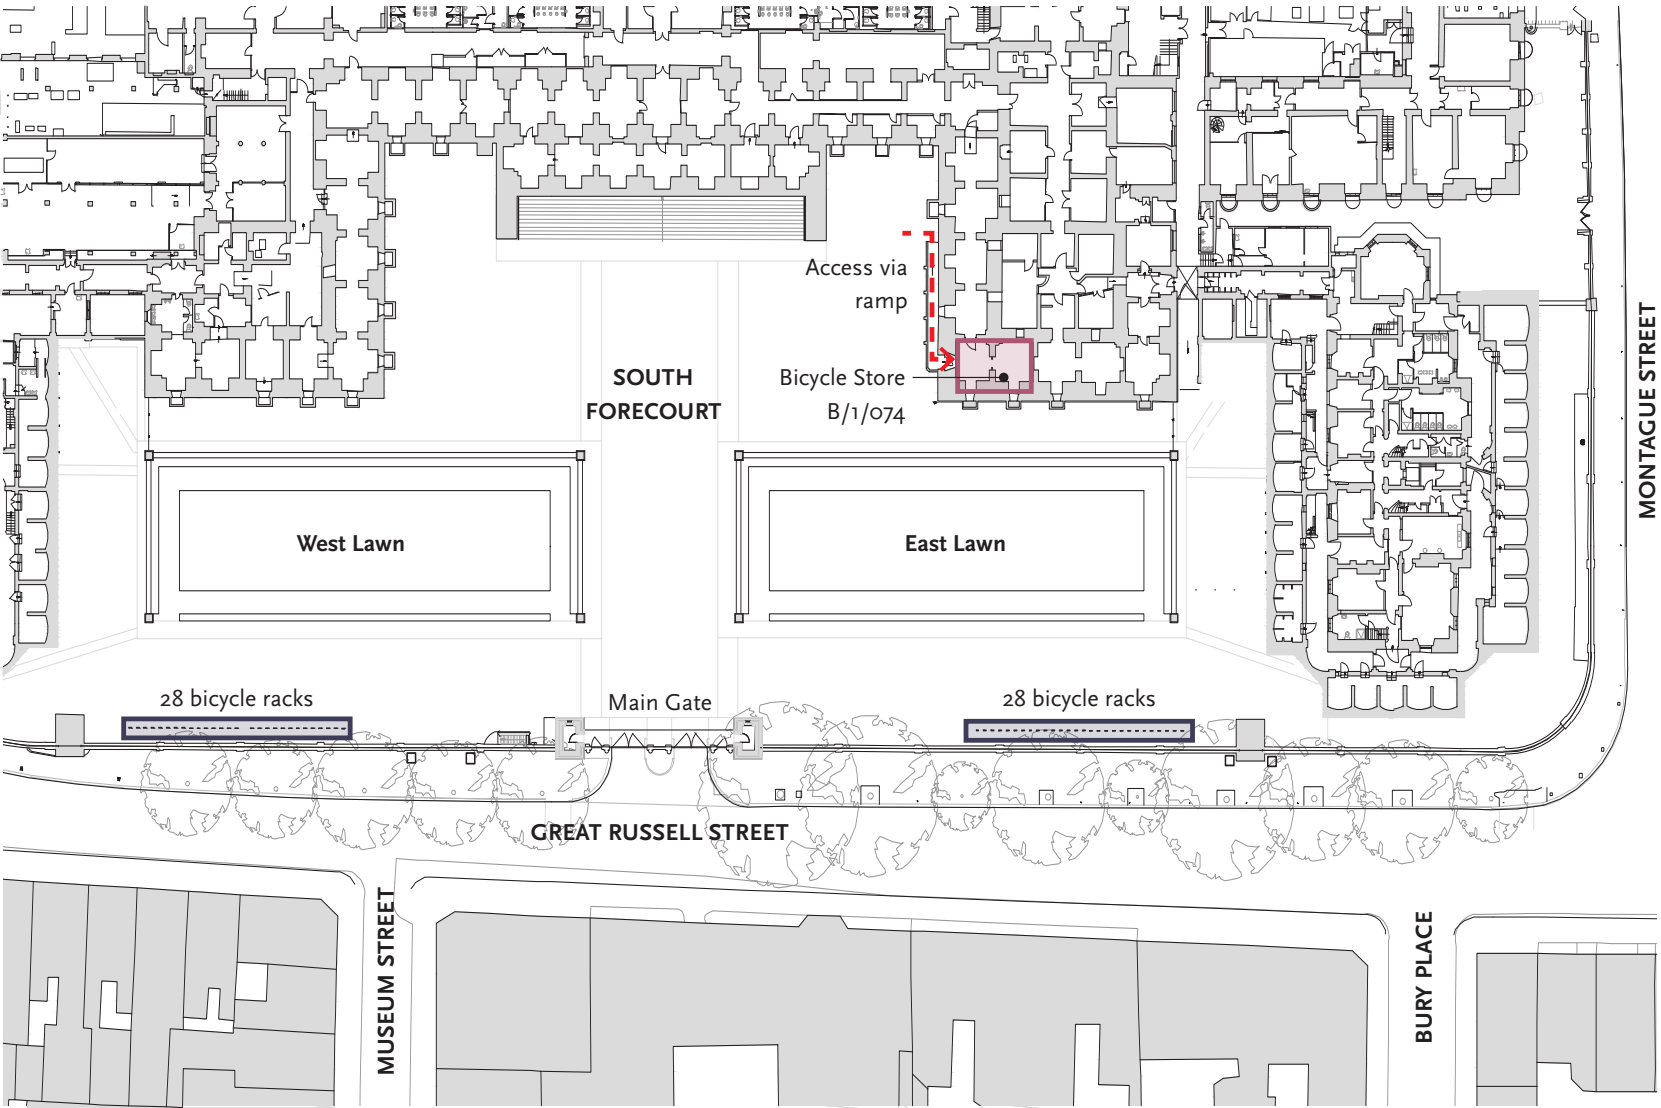 Access via
ramp
MONTAGUE STREET
SOUTH
FORECOURT
Bicycle Store
B/1/074
West Lawn
East Lawn
28 bicycle racks
Main Gate
28 bicycle racks
GREAT RUSSELL STREET
MUSEUM STREET
BURY PLACE